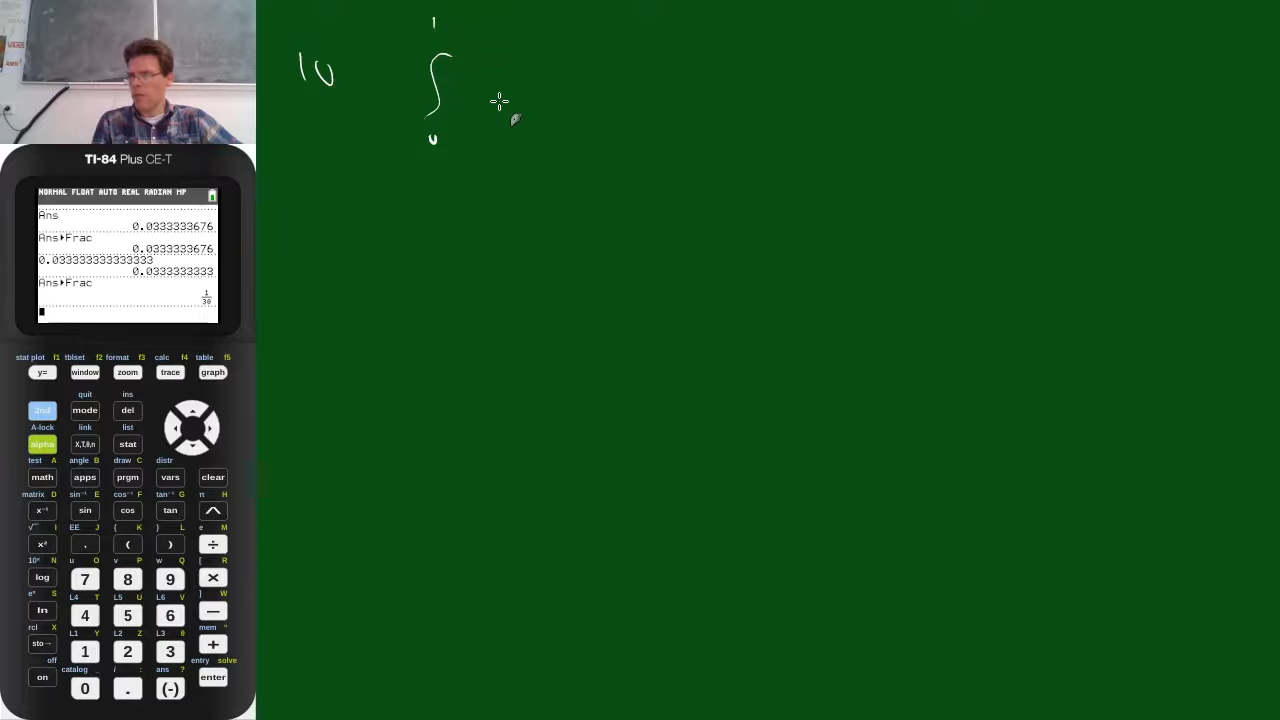 1
10 ∫
0
VANS
TI-84 Plus CE-T
NORMAL FLOAT AUTO REAL RADIAN MP
Ans
0.0333333676
Ans▸Frac
0.0333333676
0.033333333333333
0.0333333333
Ans▸Frac
1
30
stat plot f1 tblset f2 format f3 calc f4 table f5
y= window zoom trace graph
quit ins
2nd mode del
A-lock link list
alpha X,T,θ,n stat
test A angle B draw C distr
math apps prgm vars clear
matrix D sin⁻¹ E cos⁻¹ F tan⁻¹ G π H
x⁻¹ sin cos tan ^
√‾ I EE J { K } L e M
x² , ( ) ÷
10ˣ N u O v P w Q [ R
log 7 8 9 ×
eˣ S L4 T L5 U L6 V ] W
ln 4 5 6 —
rcl X L1 Y L2 Z L3 θ mem "
sto→ 1 2 3 +
off catalog _ i : ans ? entry solve
on 0 . (-) enter